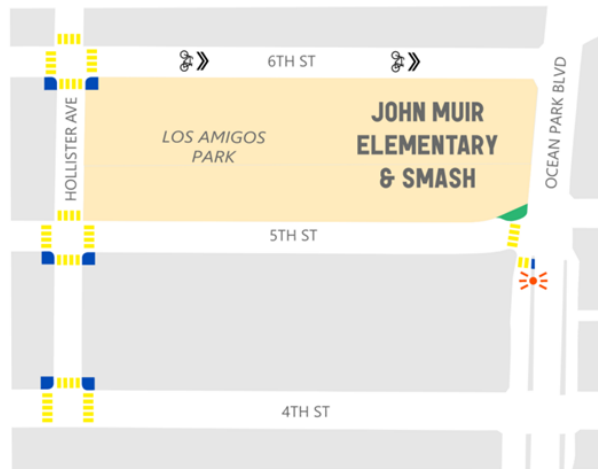 6TH ST
JOHN MUIR
ELEMENTARY
& SMASH
LOS AMIGOS
PARK
HOLLISTER AVE
OCEAN PARK BLVD
5TH ST
4TH ST